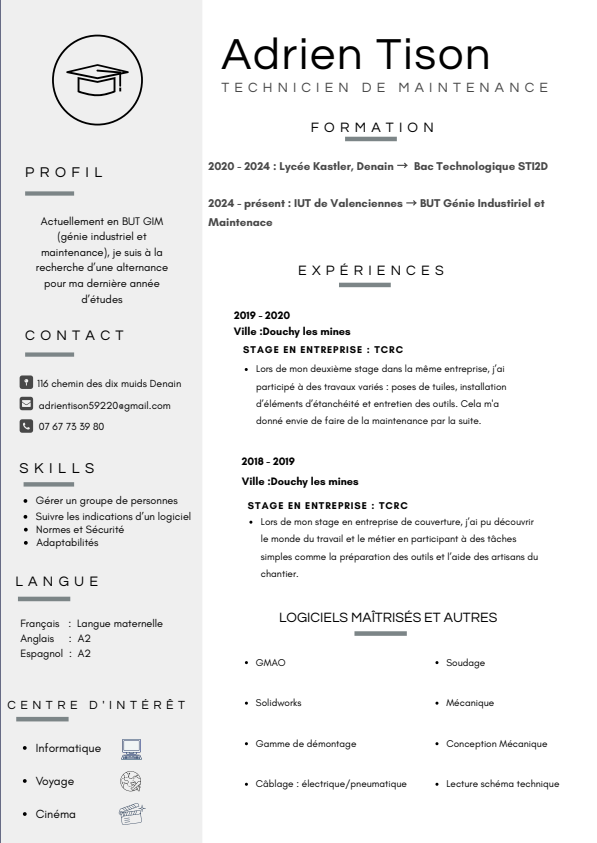 Adrien Tison
TECHNICIEN DE MAINTENANCE
PROFIL
Actuellement en BUT GIM
(génie industriel et
maintenance), je suis à la
recherche d'une alternance
pour ma dernière année
d'études
CONTACT
116 chemin des dix muids Denain
adrientison59220@gmail.com
07 67 73 39 80
SKILLS
• Gérer un groupe de personnes
• Suivre les indications d'un logiciel
• Normes et Sécurité
• Adaptabilités
LANGUE
Français : Langue maternelle
Anglais : A2
Espagnol : A2
CENTRE D'INTÉRÊT
• Informatique
• Voyage
• Cinéma
FORMATION
2020 - 2024 : Lycée Kastler, Denain → Bac Technologique STI2D
2024 - présent : IUT de Valenciennes → BUT Génie Industiriel et
Maintenace
EXPÉRIENCES
2019 - 2020
Ville :Douchy les mines
STAGE EN ENTREPRISE : TCRC
• Lors de mon deuxième stage dans la même entreprise, j'ai
participé à des travaux variés : poses de tuiles, installation
d'éléments d'étanchéité et entretien des outils. Cela m'a
donné envie de faire de la maintenance par la suite.
2018 - 2019
Ville :Douchy les mines
STAGE EN ENTREPRISE : TCRC
• Lors de mon stage en entreprise de couverture, j'ai pu découvrir
le monde du travail et le métier en participant à des tâches
simples comme la préparation des outils et l'aide des artisans du
chantier.
LOGICIELS MAÎTRISÉS ET AUTRES
• GMAO
• Solidworks
• Gamme de démontage
• Câblage : électrique/pneumatique
• Soudage
• Mécanique
• Conception Mécanique
• Lecture schéma technique